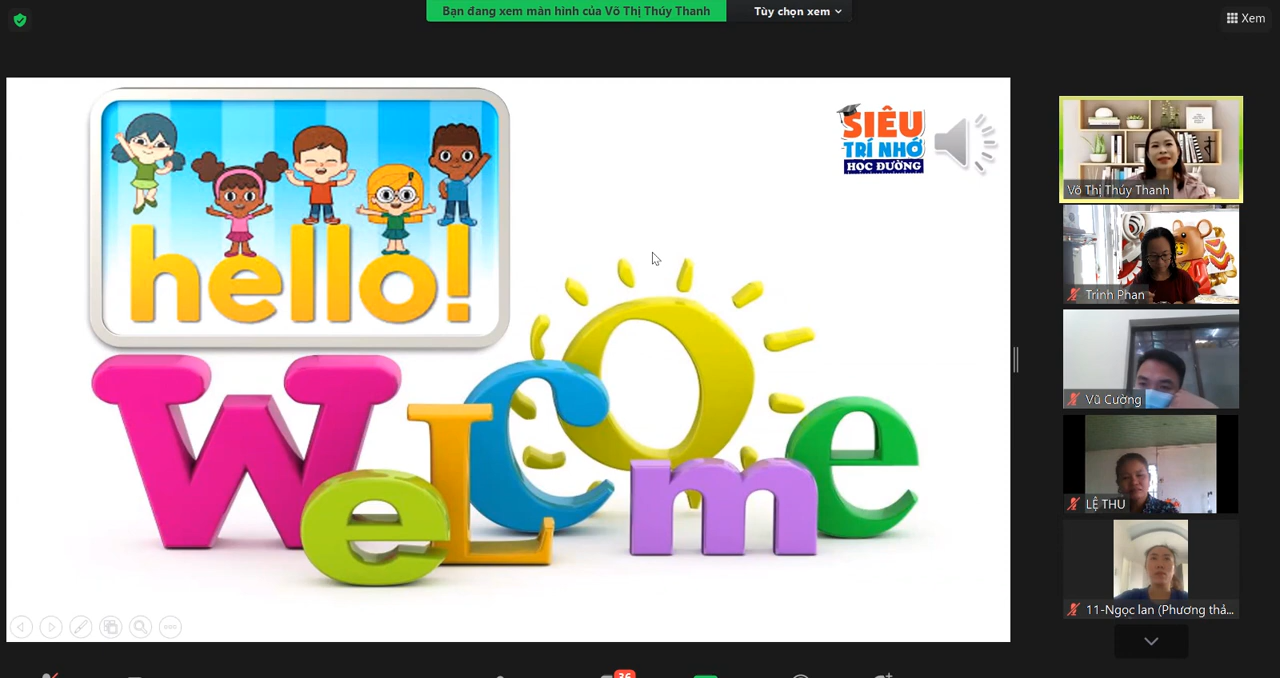 Bạn đang xem màn hình của Võ Thị Thúy Thanh
Tùy chọn xem
Xem
hello!
SIÊU
TRÍ NHỚ
HỌC ĐƯỜNG
WeLCOme
Võ Thị Thúy Thanh
Trinh Phan
Vũ Cường
LỆ THU
11-Ngọc lan (Phương thả...
36